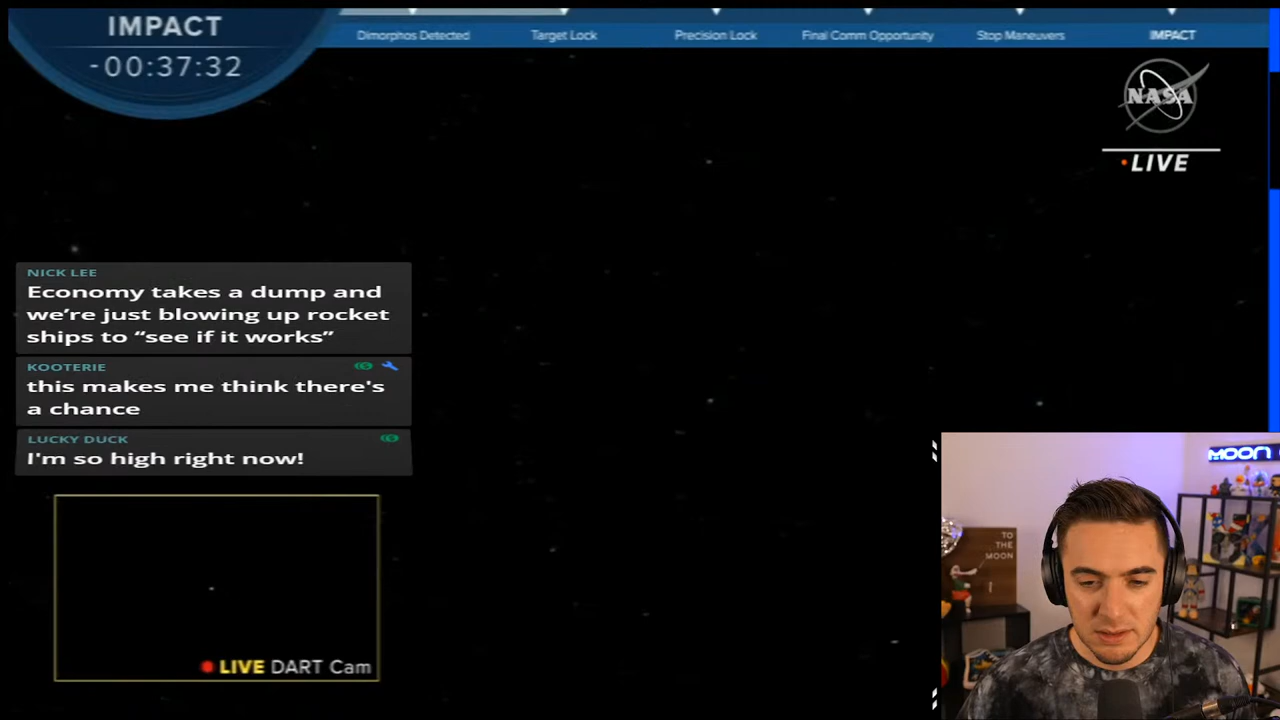 IMPACT
-00:37:32
Dimorphos Detected
Target Lock
Precision Lock
Final Comm Opportunity
Stop Maneuvers
IMPACT
NASA
LIVE
NICK LEE
Economy takes a dump and
we’re just blowing up rocket
ships to “see if it works”
KOOTERIE
this makes me think there's
a chance
LUCKY DUCK
I'm so high right now!
LIVE DART Cam
MOON
TO
THE
MOON